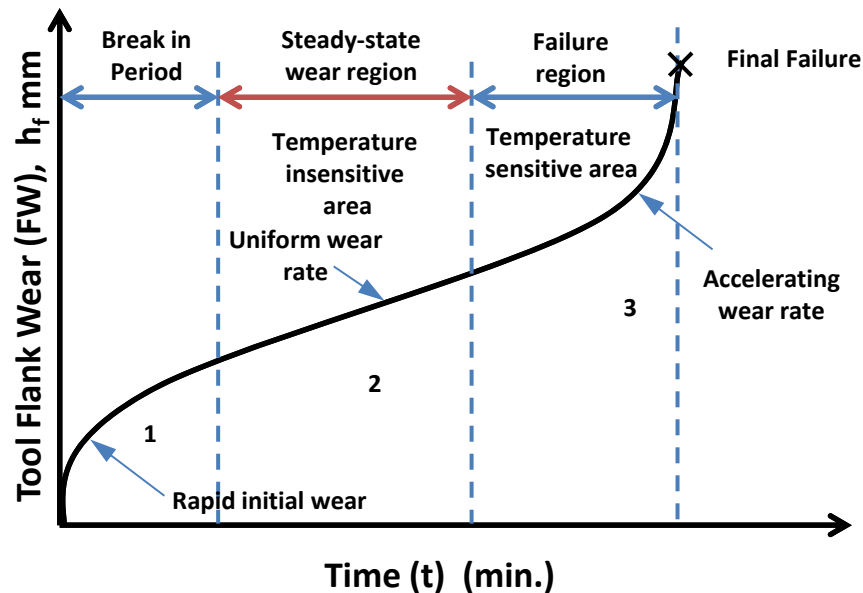 Break in
Period
Steady-state
wear region
Failure
region
Final Failure
Tool Flank Wear (FW), hf mm
Temperature
insensitive
area
Temperature
sensitive area
Uniform wear
rate
Accelerating
wear rate
3
2
1
Rapid initial wear
Time (t) (min.)